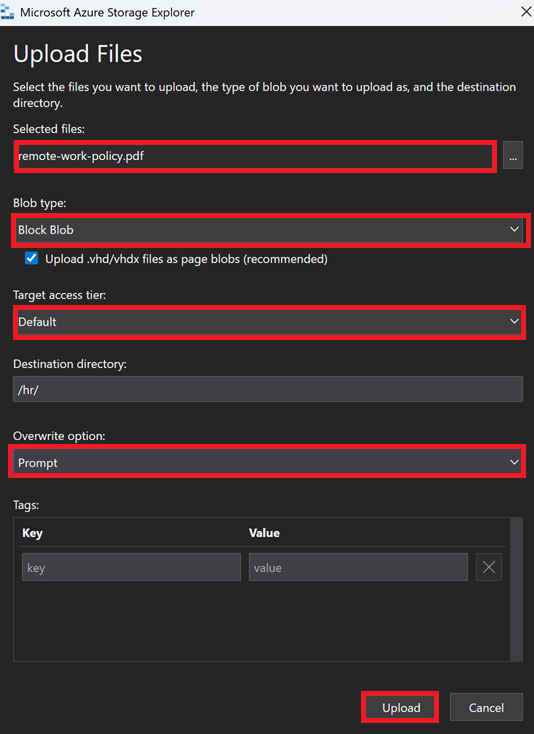 Microsoft Azure Storage Explorer
Upload Files
Select the files you want to upload, the type of blob you want to upload as, and the destination
directory.
Selected files:
remote-work-policy.pdf
...
Blob type:
Block Blob
Upload .vhd/vhdx files as page blobs (recommended)
Target access tier:
Default
Destination directory:
/hr/
Overwrite option:
Prompt
Tags:
Key Value
key value
Upload Cancel